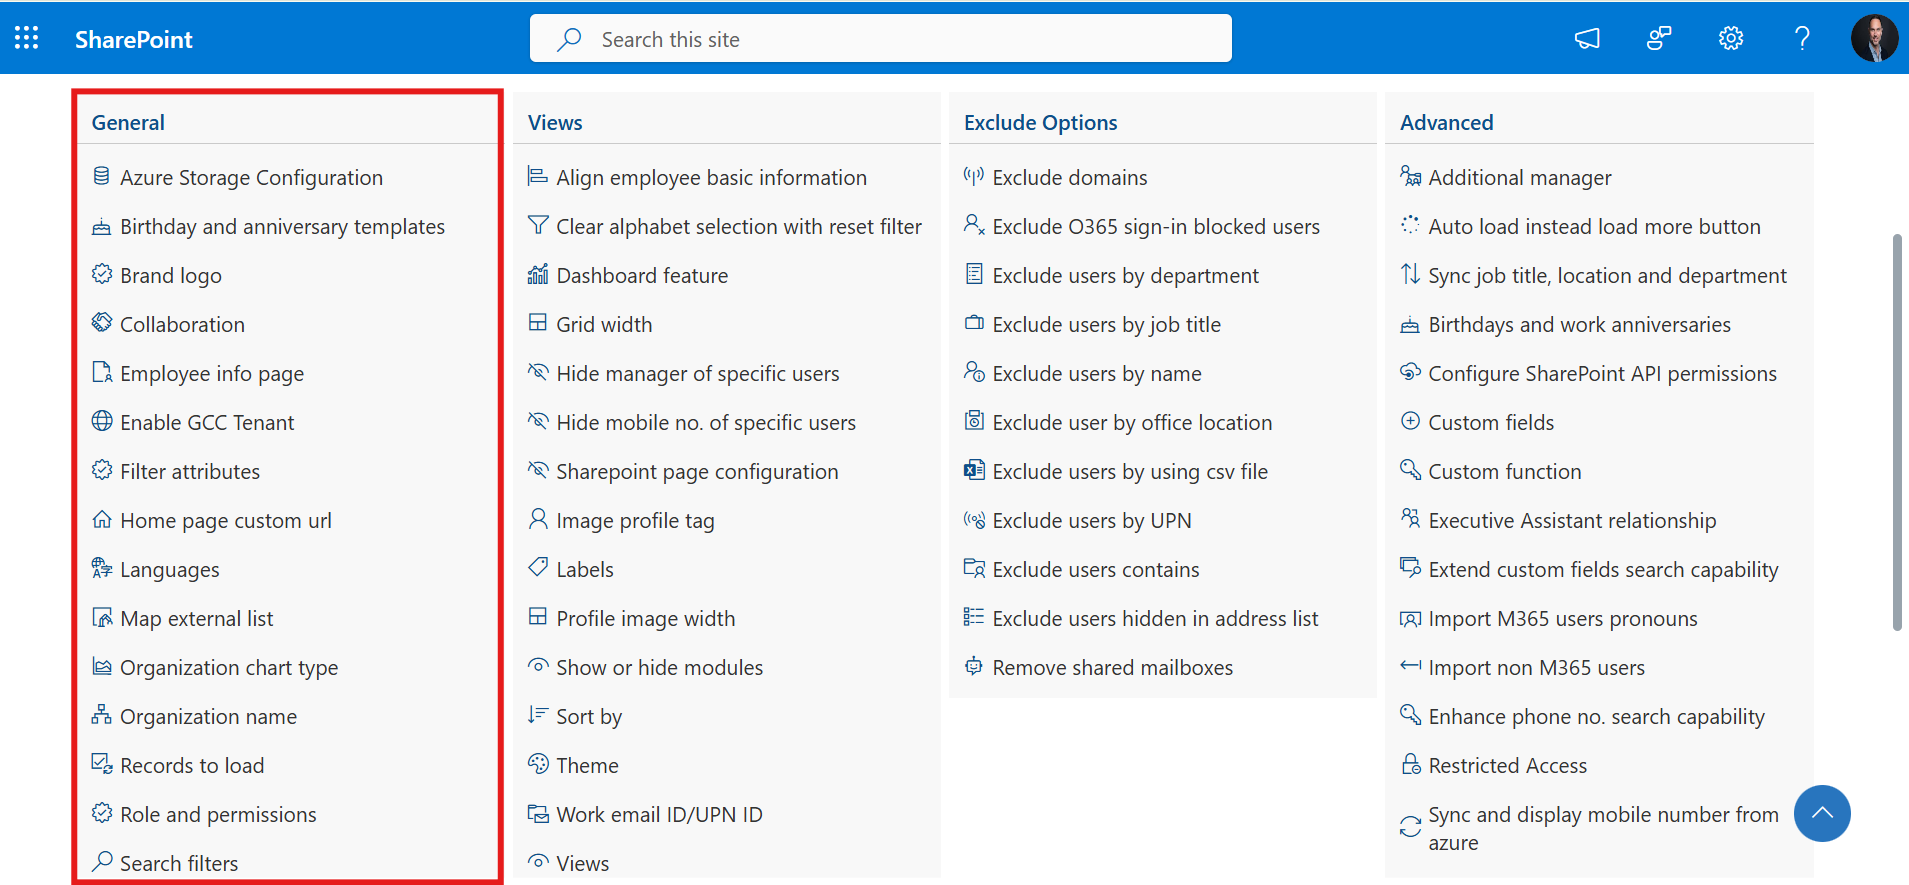 SharePoint
Search this site
General
Azure Storage Configuration
Birthday and anniversary templates
Brand logo
Collaboration
Employee info page
Enable GCC Tenant
Filter attributes
Home page custom url
Languages
Map external list
Organization chart type
Organization name
Records to load
Role and permissions
Search filters
Views
Align employee basic information
Clear alphabet selection with reset filter
Dashboard feature
Grid width
Hide manager of specific users
Hide mobile no. of specific users
Sharepoint page configuration
Image profile tag
Labels
Profile image width
Show or hide modules
Sort by
Theme
Work email ID/UPN ID
Views
Exclude Options
Exclude domains
Exclude O365 sign-in blocked users
Exclude users by department
Exclude users by job title
Exclude users by name
Exclude user by office location
Exclude users by using csv file
Exclude users by UPN
Exclude users contains
Exclude users hidden in address list
Remove shared mailboxes
Advanced
Additional manager
Auto load instead load more button
Sync job title, location and department
Birthdays and work anniversaries
Configure SharePoint API permissions
Custom fields
Custom function
Executive Assistant relationship
Extend custom fields search capability
Import M365 users pronouns
Import non M365 users
Enhance phone no. search capability
Restricted Access
Sync and display mobile number from
azure